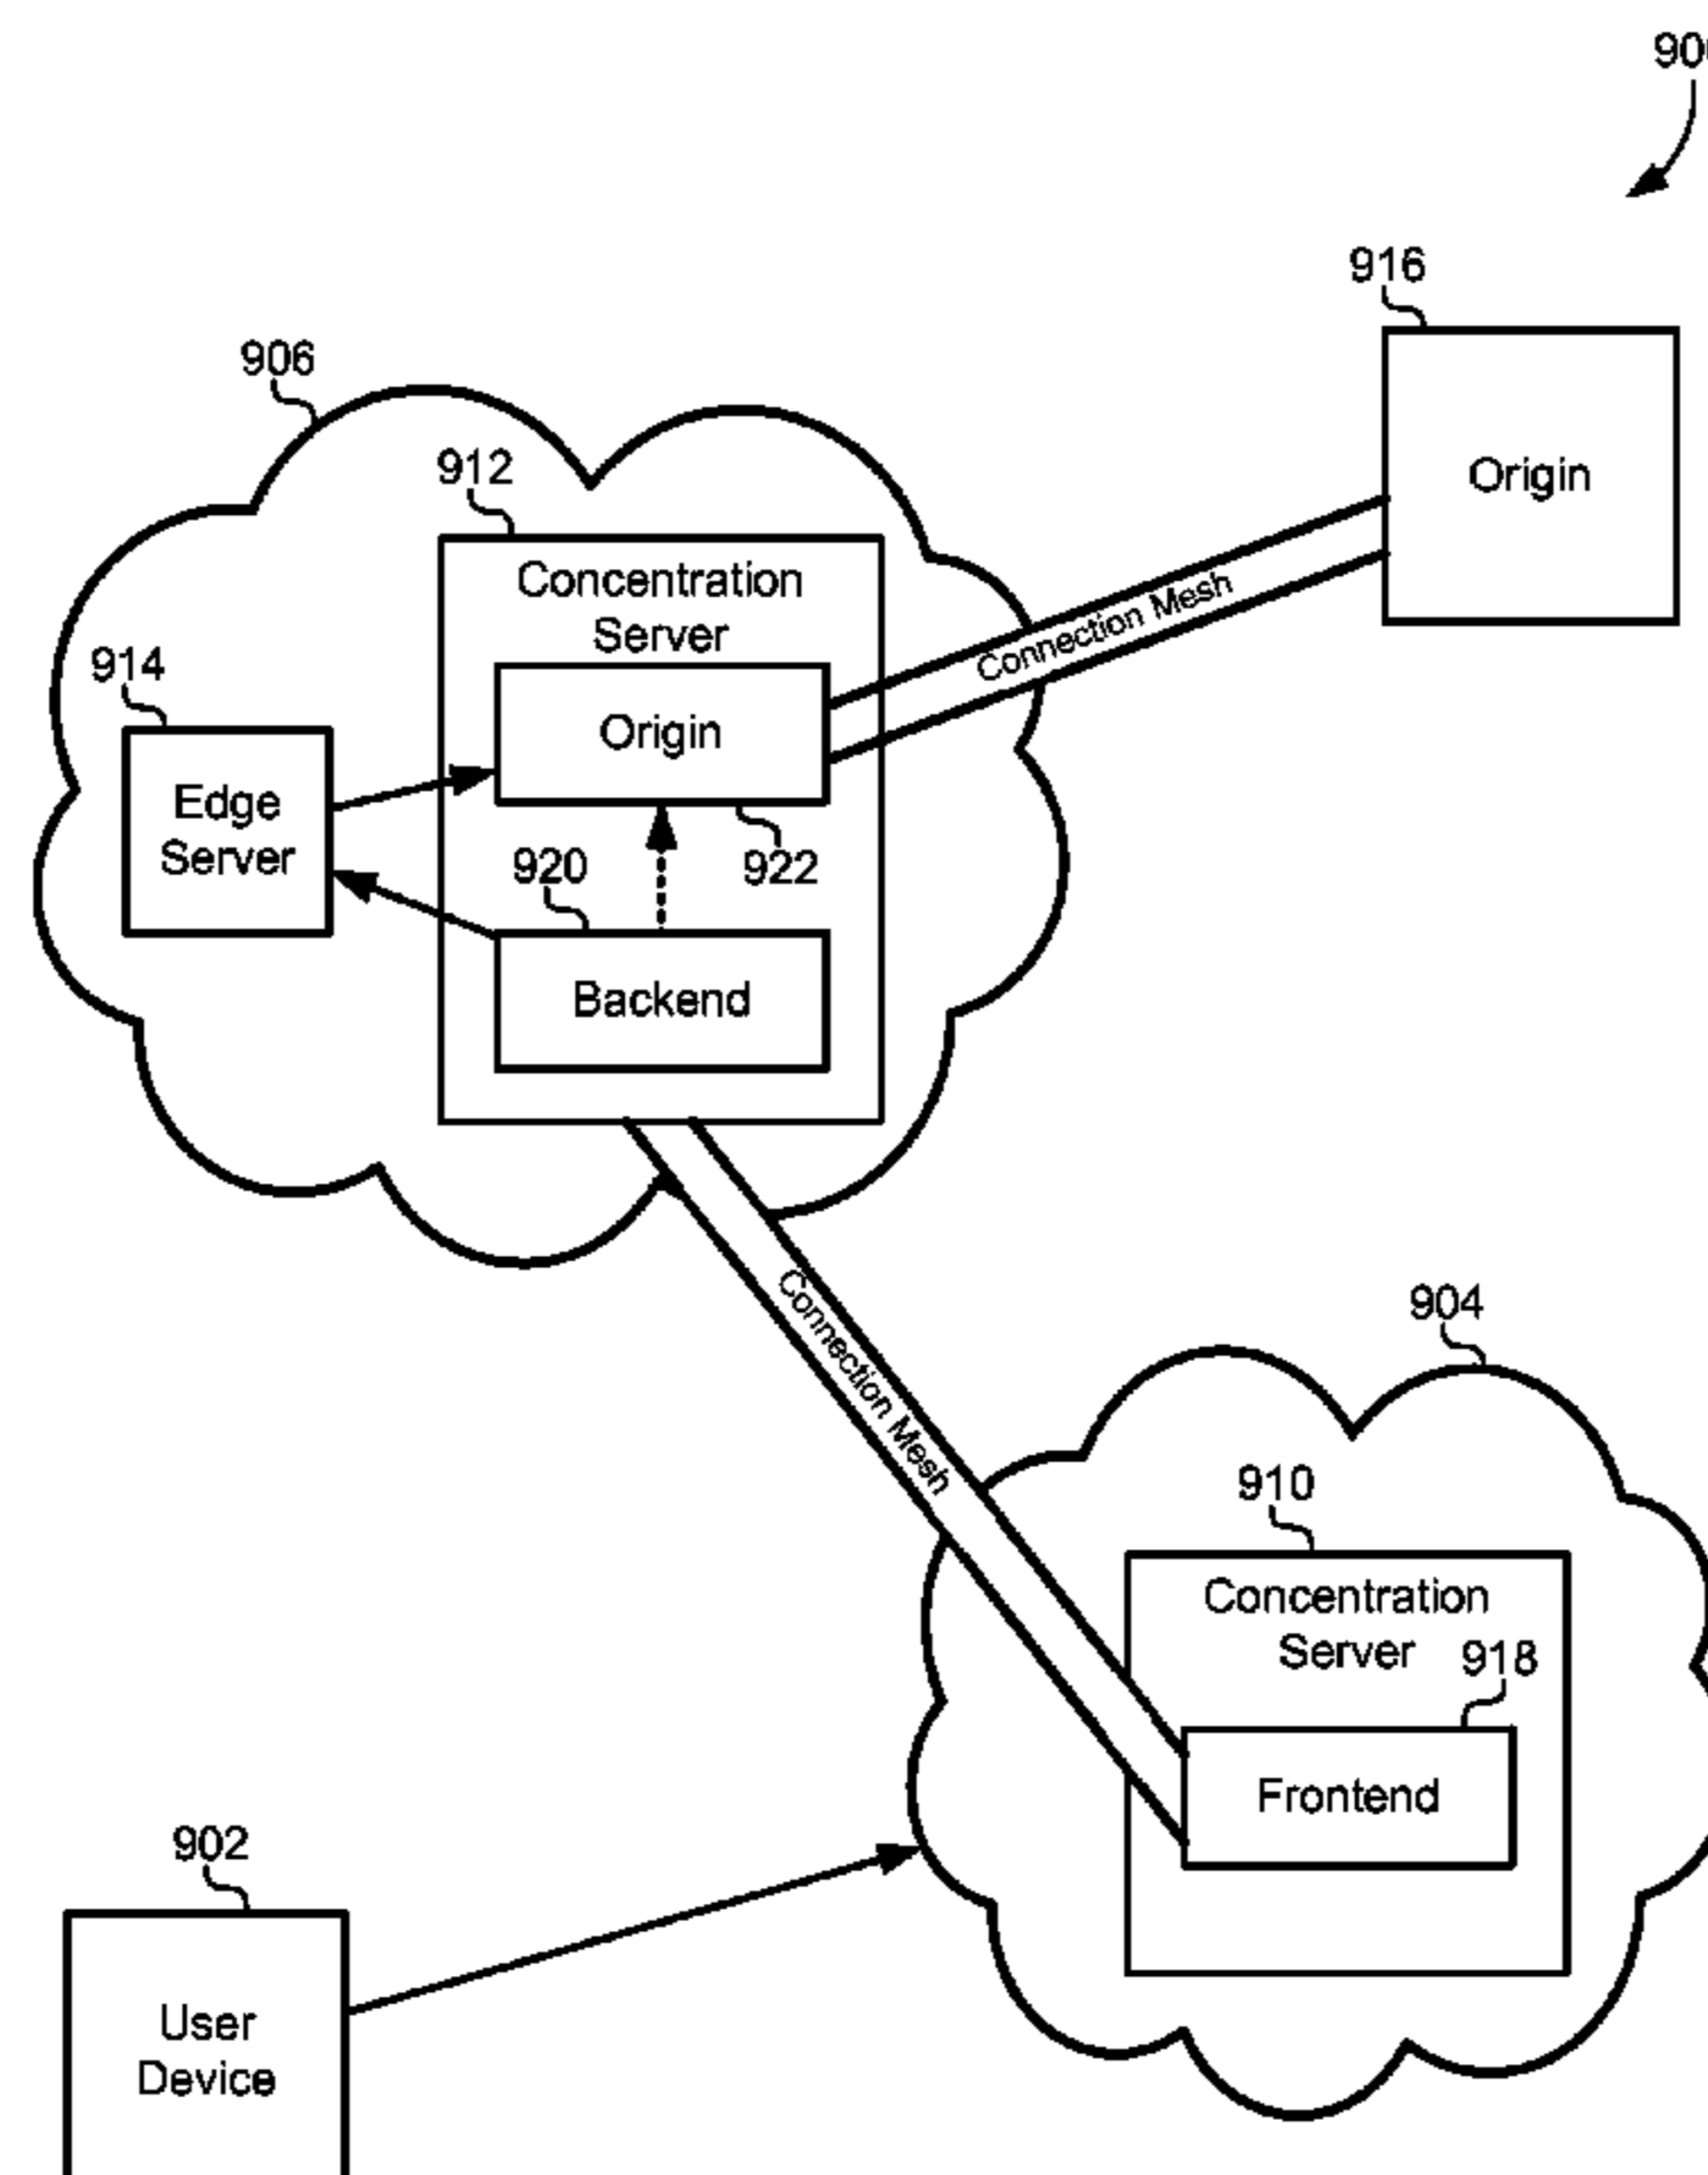 916
906
912
Origin
Concentration
Server
Connection Mesh
914
Origin
Edge
Server
920
922
Backend
Connection Mesh
904
910
Concentration
Server
918
Frontend
902
User
Device